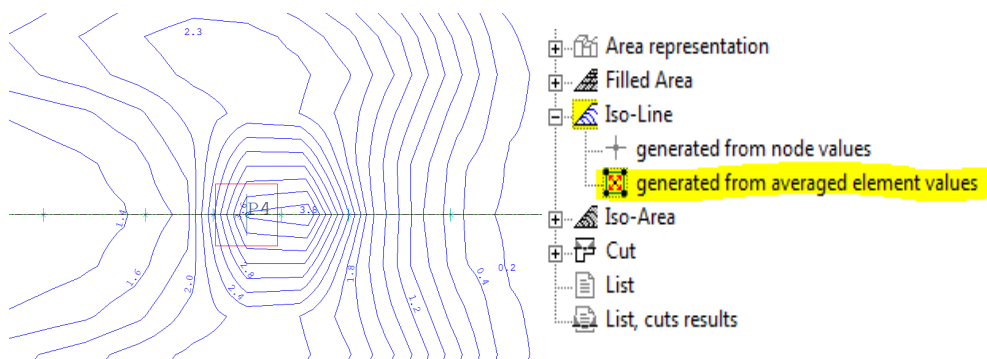 2.3
Area representation
Filled Area
Iso-Line
generated from node values
generated from averaged element values
Iso-Area
Cut
List
List, cuts results
P4
3.8
1.4
1.6
2.0
2.8
2.4
1.8
1.2
0.4
0.2